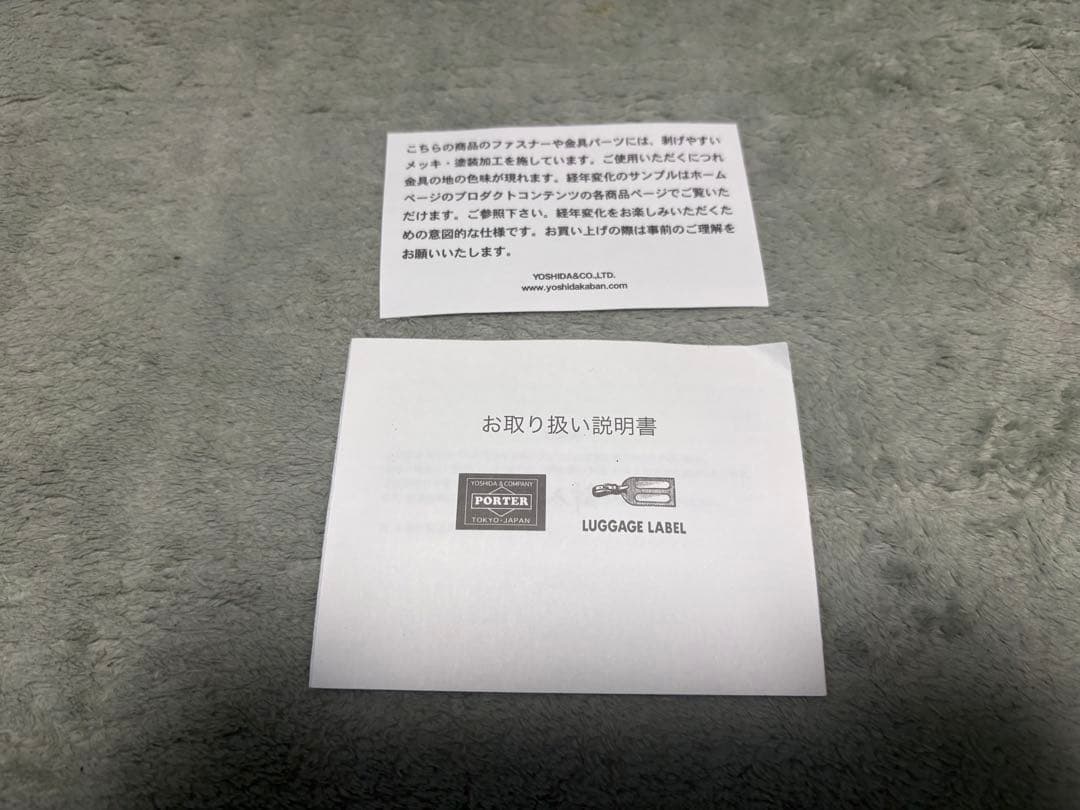 こちらの商品のファスナーや金具パーツには、剥げやすい
メッキ・塗装加工を施しています。ご使用いただくにつれ
金具の地の色味が現れます。経年変化のサンプルはホーム
ページのプロダクトコンテンツの各商品ページでご覧いた
だけます。ご参照下さい。経年変化をお楽しみいただくた
めの意図的な仕様です。お買い上げの際は事前のご理解を
お願いいたします。
YOSHIDA&CO.,LTD.
www.yoshidakaban.com
お取り扱い説明書
YOSHIDA & COMPANY
PORTER
TOKYO-JAPAN
LUGGAGE LABEL